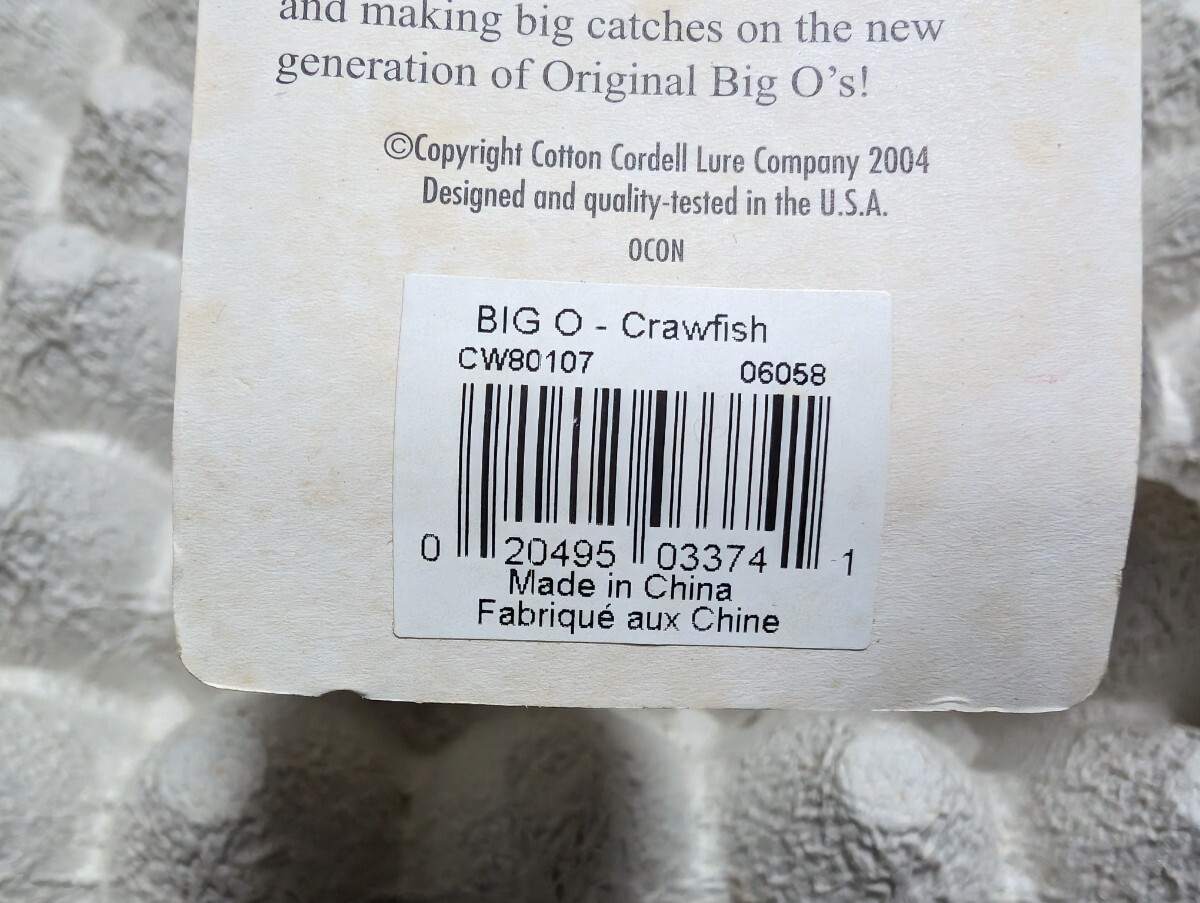 and making big catches on the new
generation of Original Big O's!
©Copyright Cotton Cordell Lure Company 2004
Designed and quality-tested in the U.S.A.
OCON
BIG O - Crawfish
CW80107 06058
0 20495 03374 1
Made in China
Fabriqué aux Chine